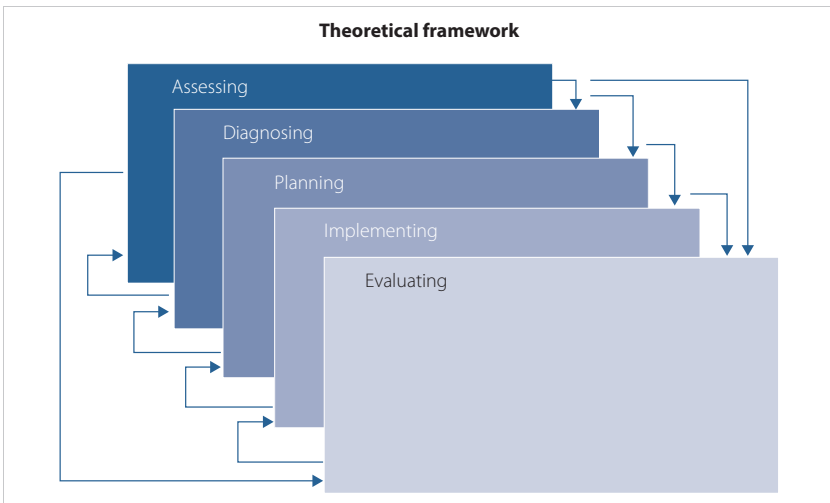 Theoretical framework
Assessing
Diagnosing
Planning
Implementing
Evaluating